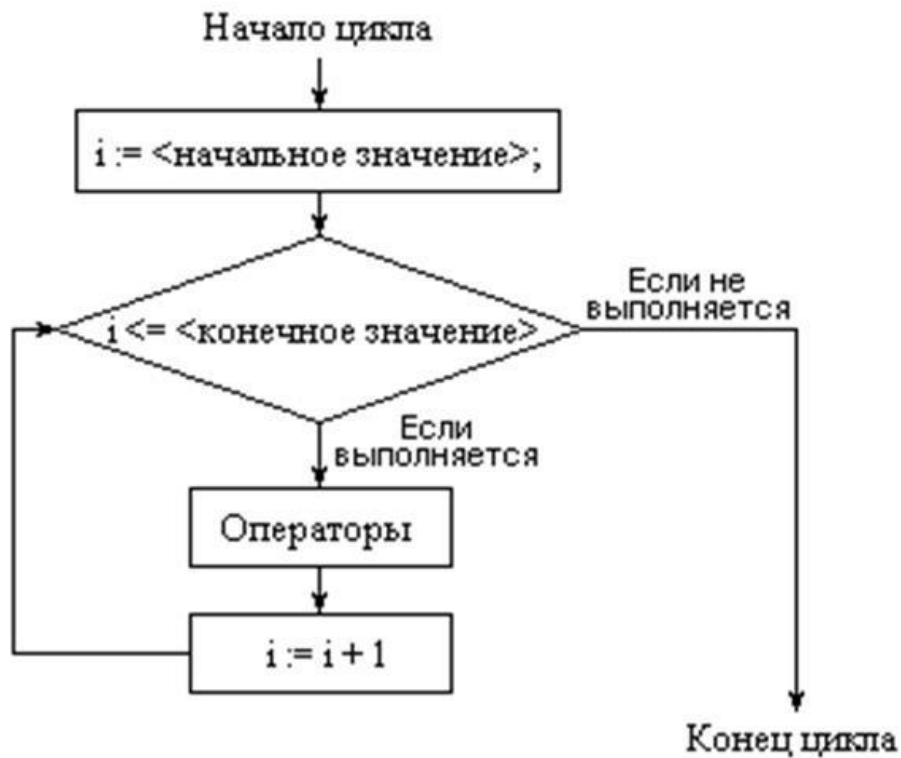 Начало цикла
i := <начальное значение>;
Если не
выполняется
i <= <конечное значение>
Если
выполняется
Операторы
i := i + 1
Конец цикла